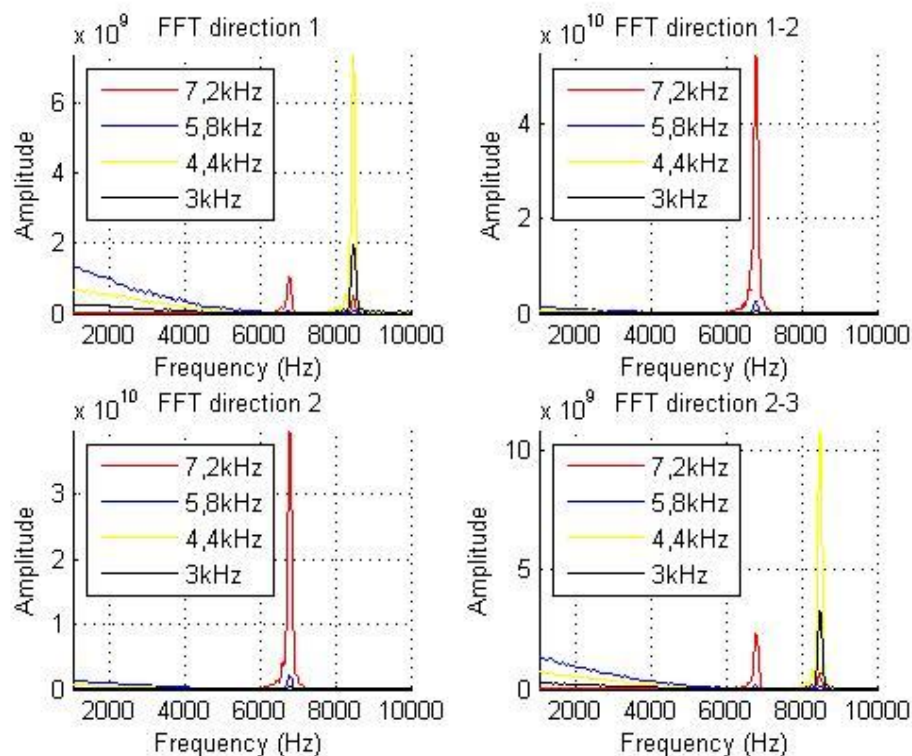 x 10^9 FFT direction 1
Amplitude
6
4
2
0
7,2kHz
5,8kHz
4,4kHz
3kHz
2000 4000 6000 8000 10000
Frequency (Hz)
x 10^10 FFT direction 1-2
Amplitude
4
2
0
7,2kHz
5,8kHz
4,4kHz
3kHz
2000 4000 6000 8000 10000
Frequency (Hz)
x 10^10 FFT direction 2
Amplitude
3
2
1
0
7,2kHz
5,8kHz
4,4kHz
3kHz
2000 4000 6000 8000 10000
Frequency (Hz)
x 10^9 FFT direction 2-3
Amplitude
10
5
0
7,2kHz
5,8kHz
4,4kHz
3kHz
2000 4000 6000 8000 10000
Frequency (Hz)